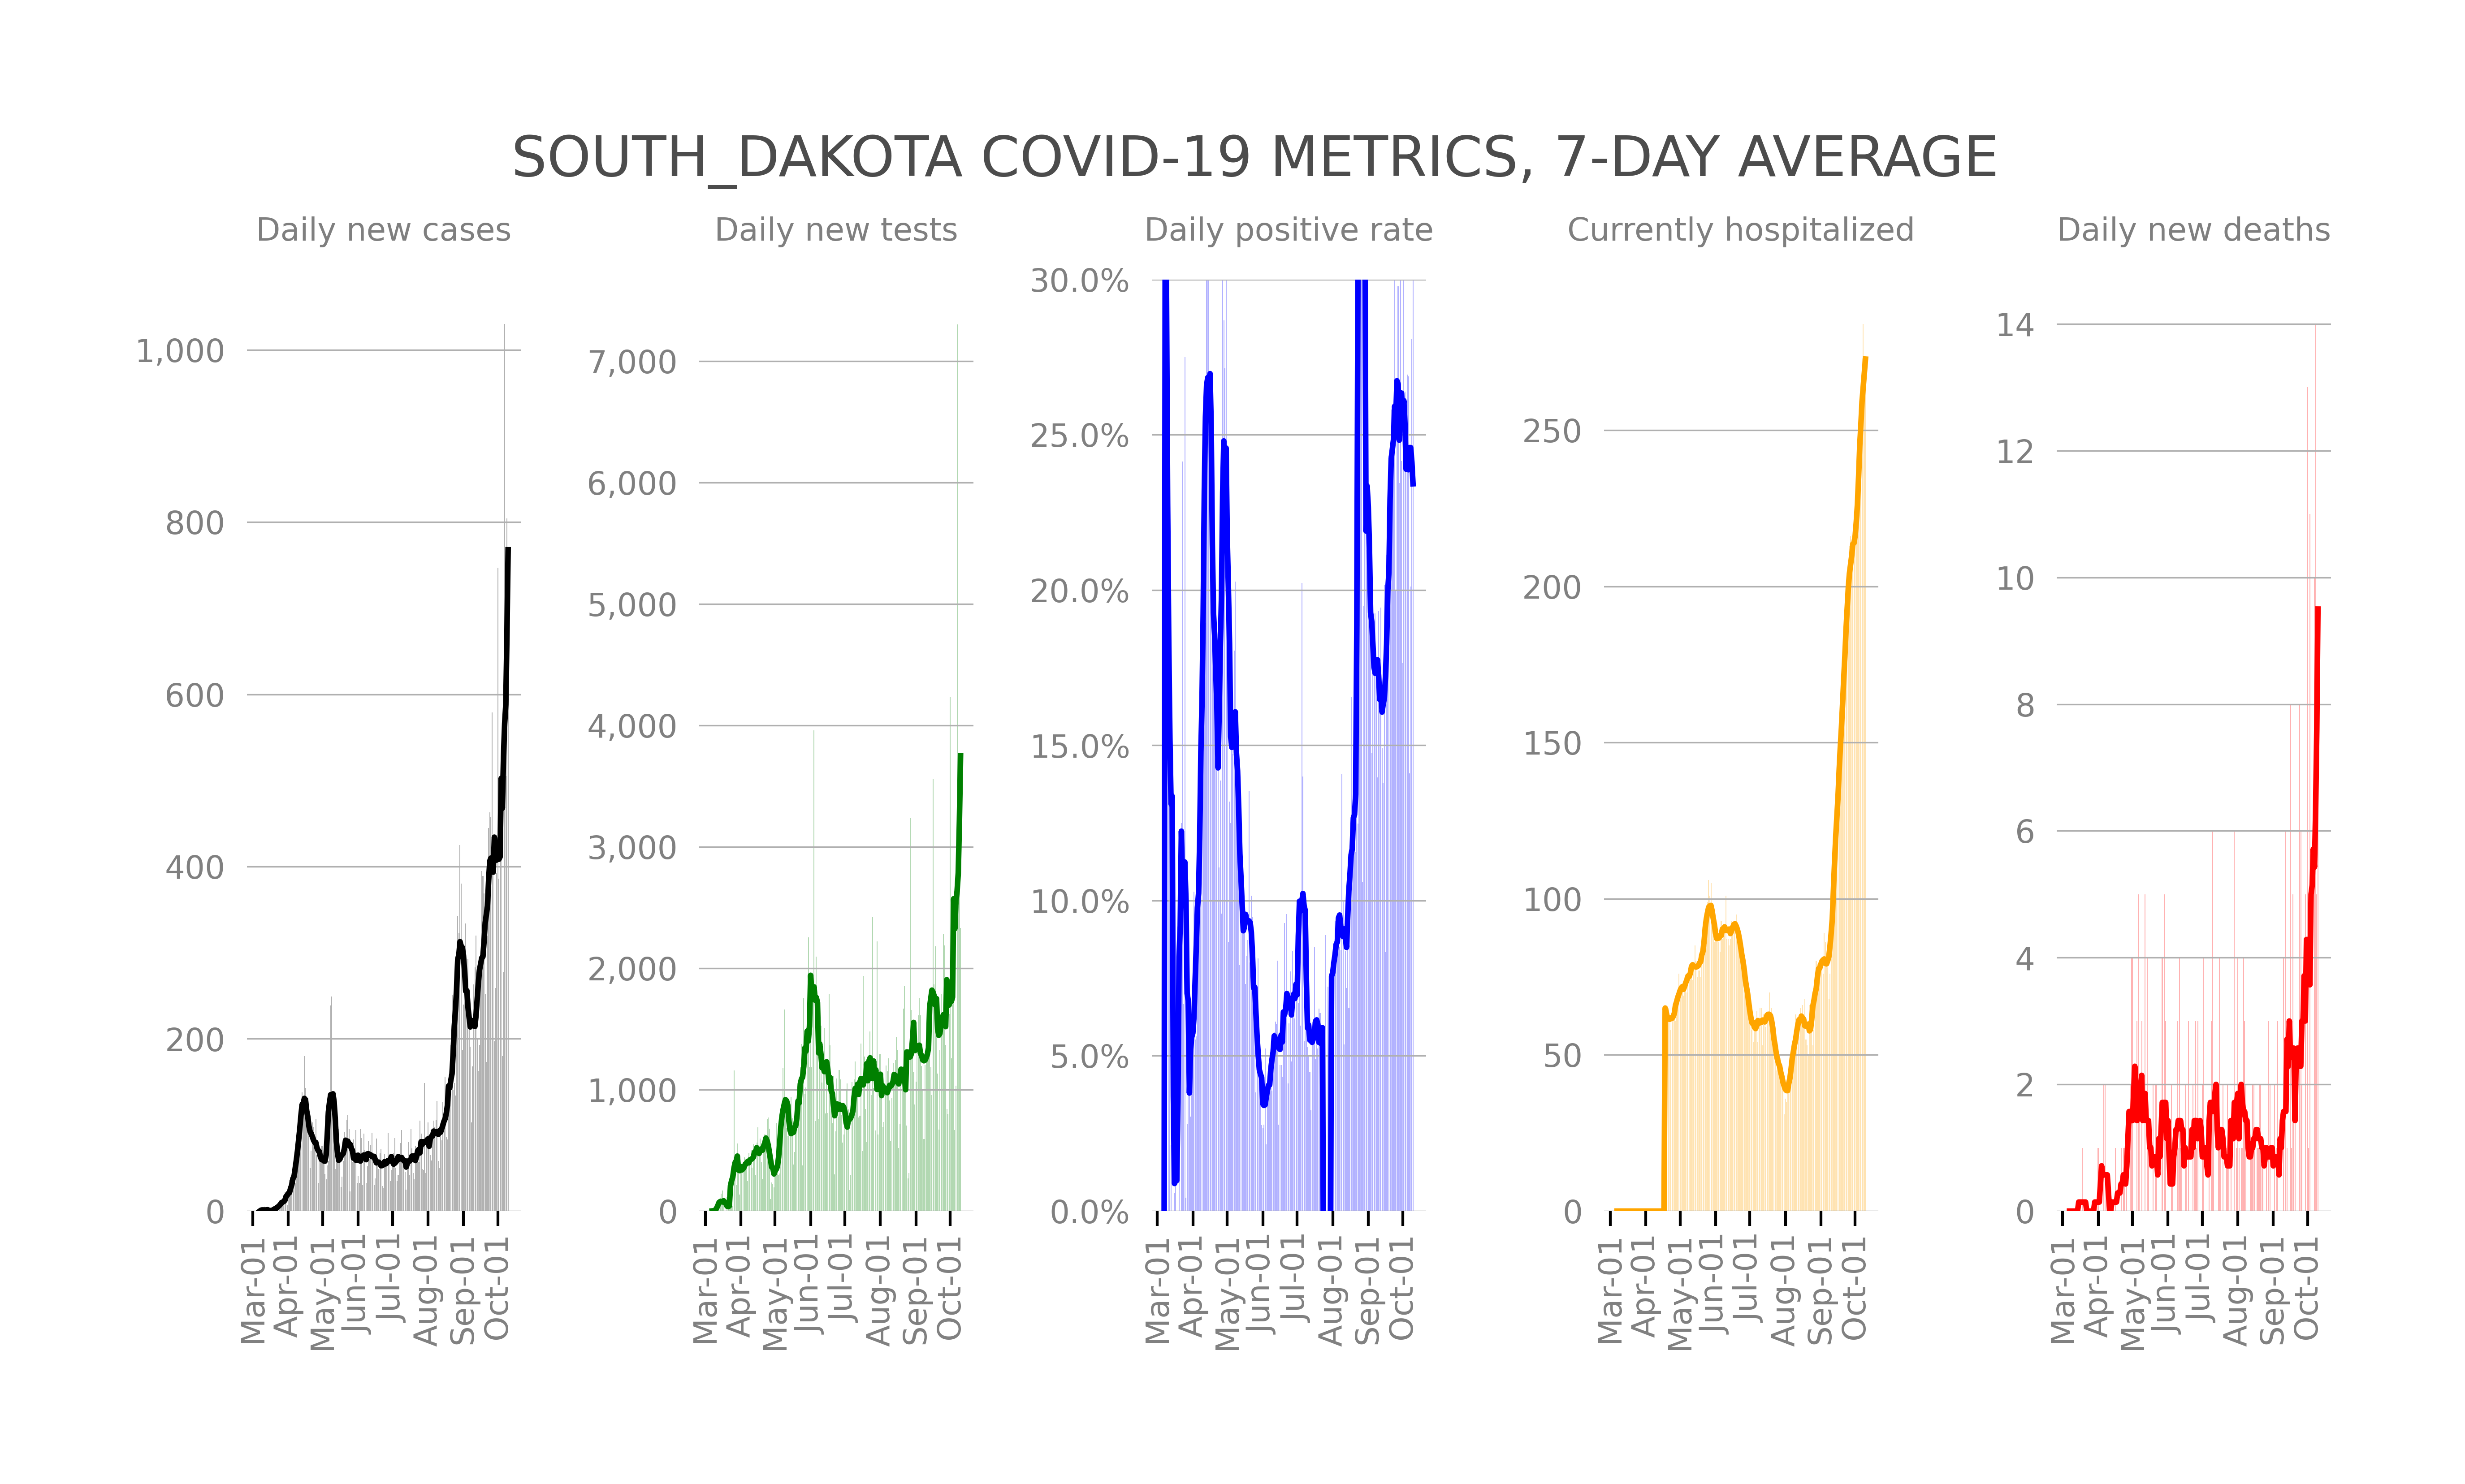 SOUTH_DAKOTA COVID-19 METRICS, 7-DAY AVERAGE
Daily new cases
1,000
800
600
400
200
0
Mar-01
Apr-01
May-01
Jun-01
Jul-01
Aug-01
Sep-01
Oct-01
Daily new tests
7,000
6,000
5,000
4,000
3,000
2,000
1,000
0
Mar-01
Apr-01
May-01
Jun-01
Jul-01
Aug-01
Sep-01
Oct-01
Daily positive rate
30.0%
25.0%
20.0%
15.0%
10.0%
5.0%
0.0%
Mar-01
Apr-01
May-01
Jun-01
Jul-01
Aug-01
Sep-01
Oct-01
Currently hospitalized
250
200
150
100
50
0
Mar-01
Apr-01
May-01
Jun-01
Jul-01
Aug-01
Sep-01
Oct-01
Daily new deaths
14
12
10
8
6
4
2
0
Mar-01
Apr-01
May-01
Jun-01
Jul-01
Aug-01
Sep-01
Oct-01